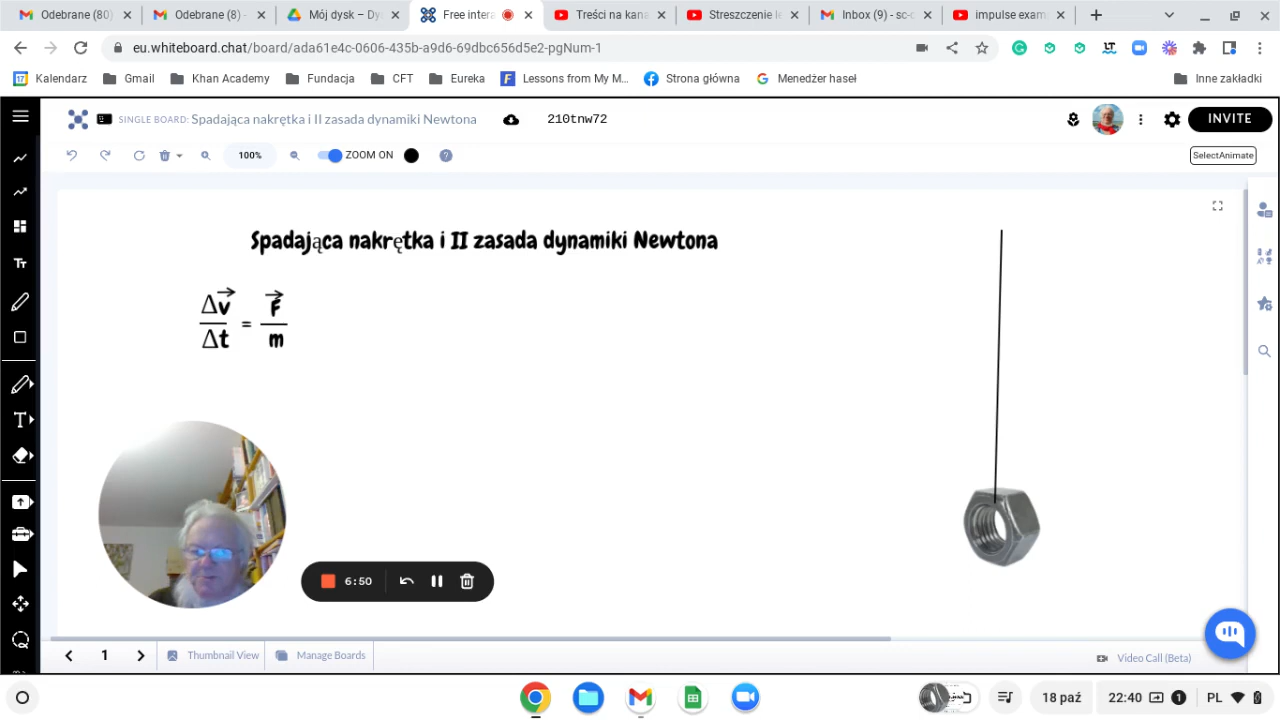 Odebrane (80)
Odebrane (8) -
Mój dysk – Dy
Free intera
Treści na kana
Streszczenie l
Inbox (9) - sc-c
impulse exam
eu.whiteboard.chat/board/ada61e4c-0606-435b-a9d6-69dbc656d5e2-pgNum-1
17 Kalendarz
Gmail
Khan Academy
Fundacja
CFT
Eureka
Lessons from My M...
Strona główna
Menedżer haseł
Inne zakładki
SINGLE BOARD: Spadająca nakrętka i II zasada dynamiki Newtona
210tnw72
INVITE
100%
ZOOM ON
?
SelectAnimate
Spadająca nakrętka i II zasada dynamiki Newtona
Δv = F
Δt m
Tт
T
6:50
1
Thumbnail View
Manage Boards
Video Call (Beta)
18 paź
22:40
1
PL